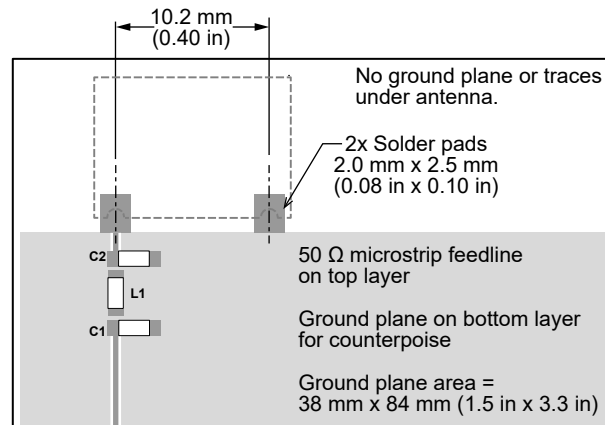 10.2 mm
(0.40 in)
No ground plane or traces
under antenna.
2x Solder pads
2.0 mm x 2.5 mm
(0.08 in x 0.10 in)
C2
L1
C1
50 Ω microstrip feedline
on top layer
Ground plane on bottom layer
for counterpoise
Ground plane area =
38 mm x 84 mm (1.5 in x 3.3 in)